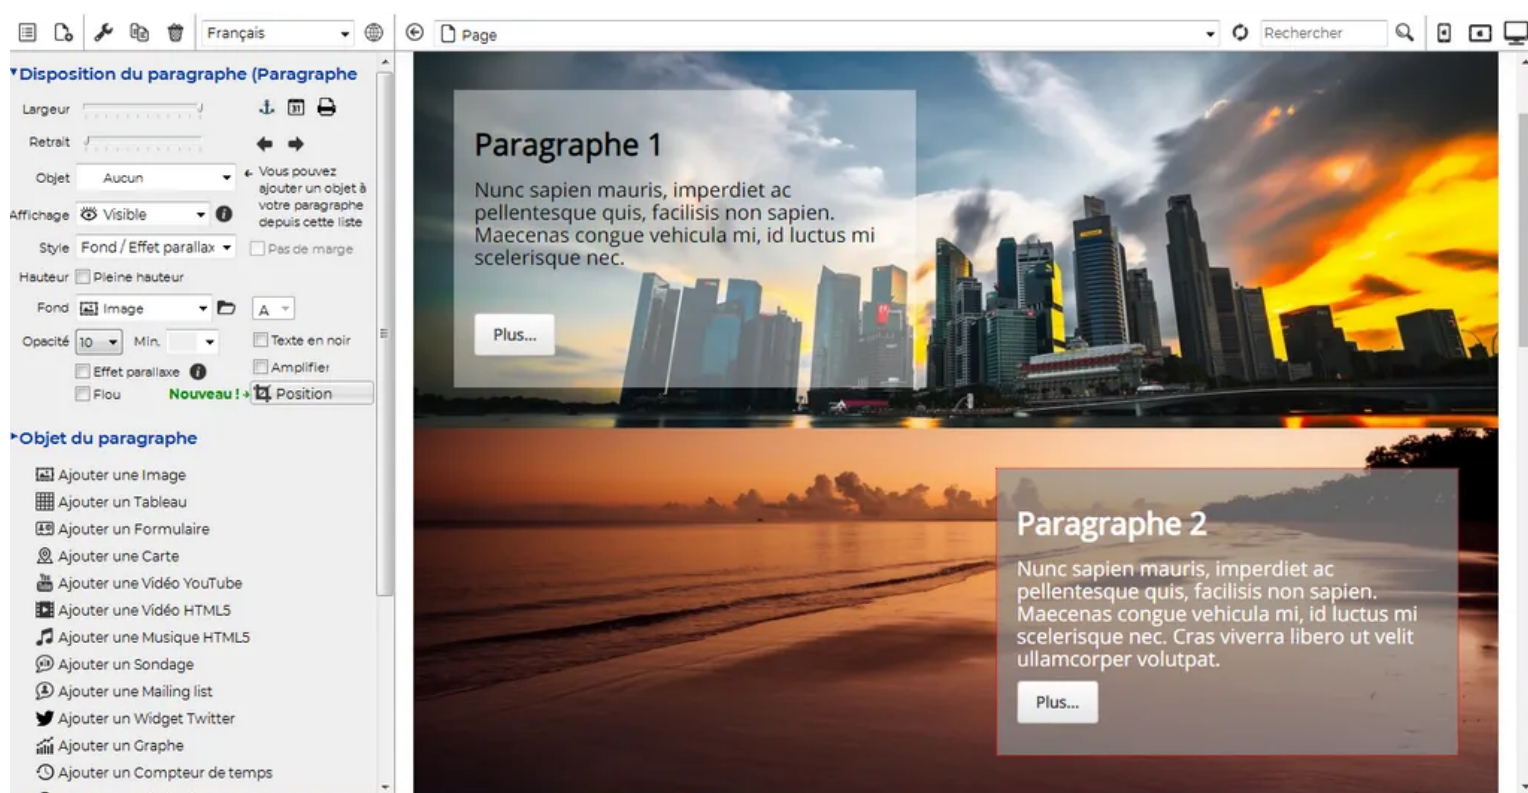 Français
Page
Rechercher
Disposition du paragraphe (Paragraphe
Largeur
31
Retrait
Objet Aucun
Vous pouvez
ajouter un objet à
votre paragraphe
depuis cette liste
Affichage Visible
Style Fond / Effet parallax
Pas de marge
Hauteur Pleine hauteur
Fond Image
A
Opacité 10 Min.
Texte en noir
Effet parallaxe
Amplifier
Flou
Nouveau !
Position
Objet du paragraphe
Ajouter une Image
Ajouter un Tableau
Ajouter un Formulaire
Ajouter une Carte
Ajouter une Vidéo YouTube
Ajouter une Vidéo HTML5
Ajouter une Musique HTML5
Ajouter un Sondage
Ajouter une Mailing list
Ajouter un Widget Twitter
Ajouter un Graphe
Ajouter un Compteur de temps
Paragraphe 1
Nunc sapien mauris, imperdiet ac
pellentesque quis, facilisis non sapien.
Maecenas congue vehicula mi, id luctus mi
scelerisque nec.
Plus...
Paragraphe 2
Nunc sapien mauris, imperdiet ac
pellentesque quis, facilisis non sapien.
Maecenas congue vehicula mi, id luctus mi
scelerisque nec. Cras viverra libero ut velit
ullamcorper volutpat.
Plus...